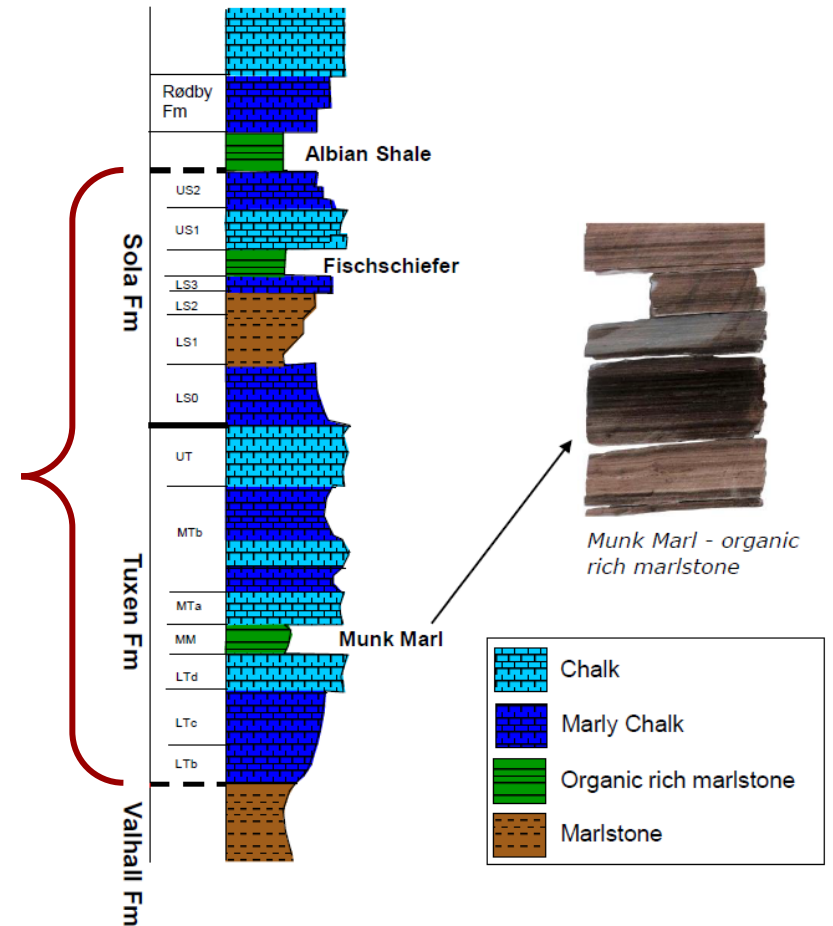 Rødby
Fm
Albian Shale
US2
US1
Fischschiefer
LS3
LS2
LS1
LS0
Sola Fm
UT
MTb
MTa
MM
Munk Marl
LTd
LTc
LTb
Tuxen Fm
Valhall Fm
Munk Marl - organic
rich marlstone
Chalk
Marly Chalk
Organic rich marlstone
Marlstone